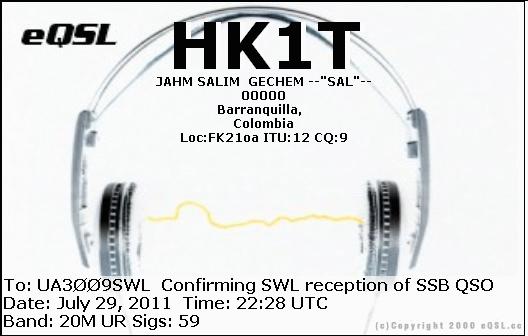 eQSL
HK1T
JAHM SALIM GECHEM --"SAL"--
00000
Barranquilla,
Colombia
Loc:FK21oa ITU:12 CQ:9
To: UA3ØØ9SWL Confirming SWL reception of SSB QSO
Date: July 29, 2011 Time: 22:28 UTC
Band: 20M UR Sigs: 59
(c)Copyright 2000 eQSL.cc